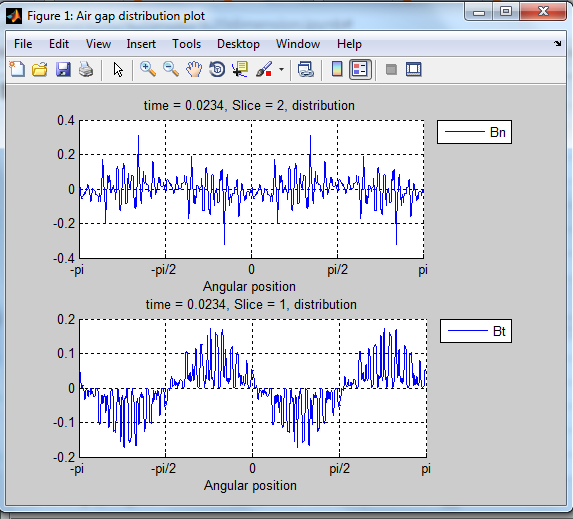 Figure 1: Air gap distribution plot
File Edit View Insert Tools Desktop Window Help
time = 0.0234, Slice = 2, distribution
0.4
0.2
0
-0.2
-0.4
-pi -pi/2 0 pi/2 pi
Angular position
Bn
time = 0.0234, Slice = 1, distribution
0.2
0.1
0
-0.1
-0.2
-pi -pi/2 0 pi/2 pi
Angular position
Bt